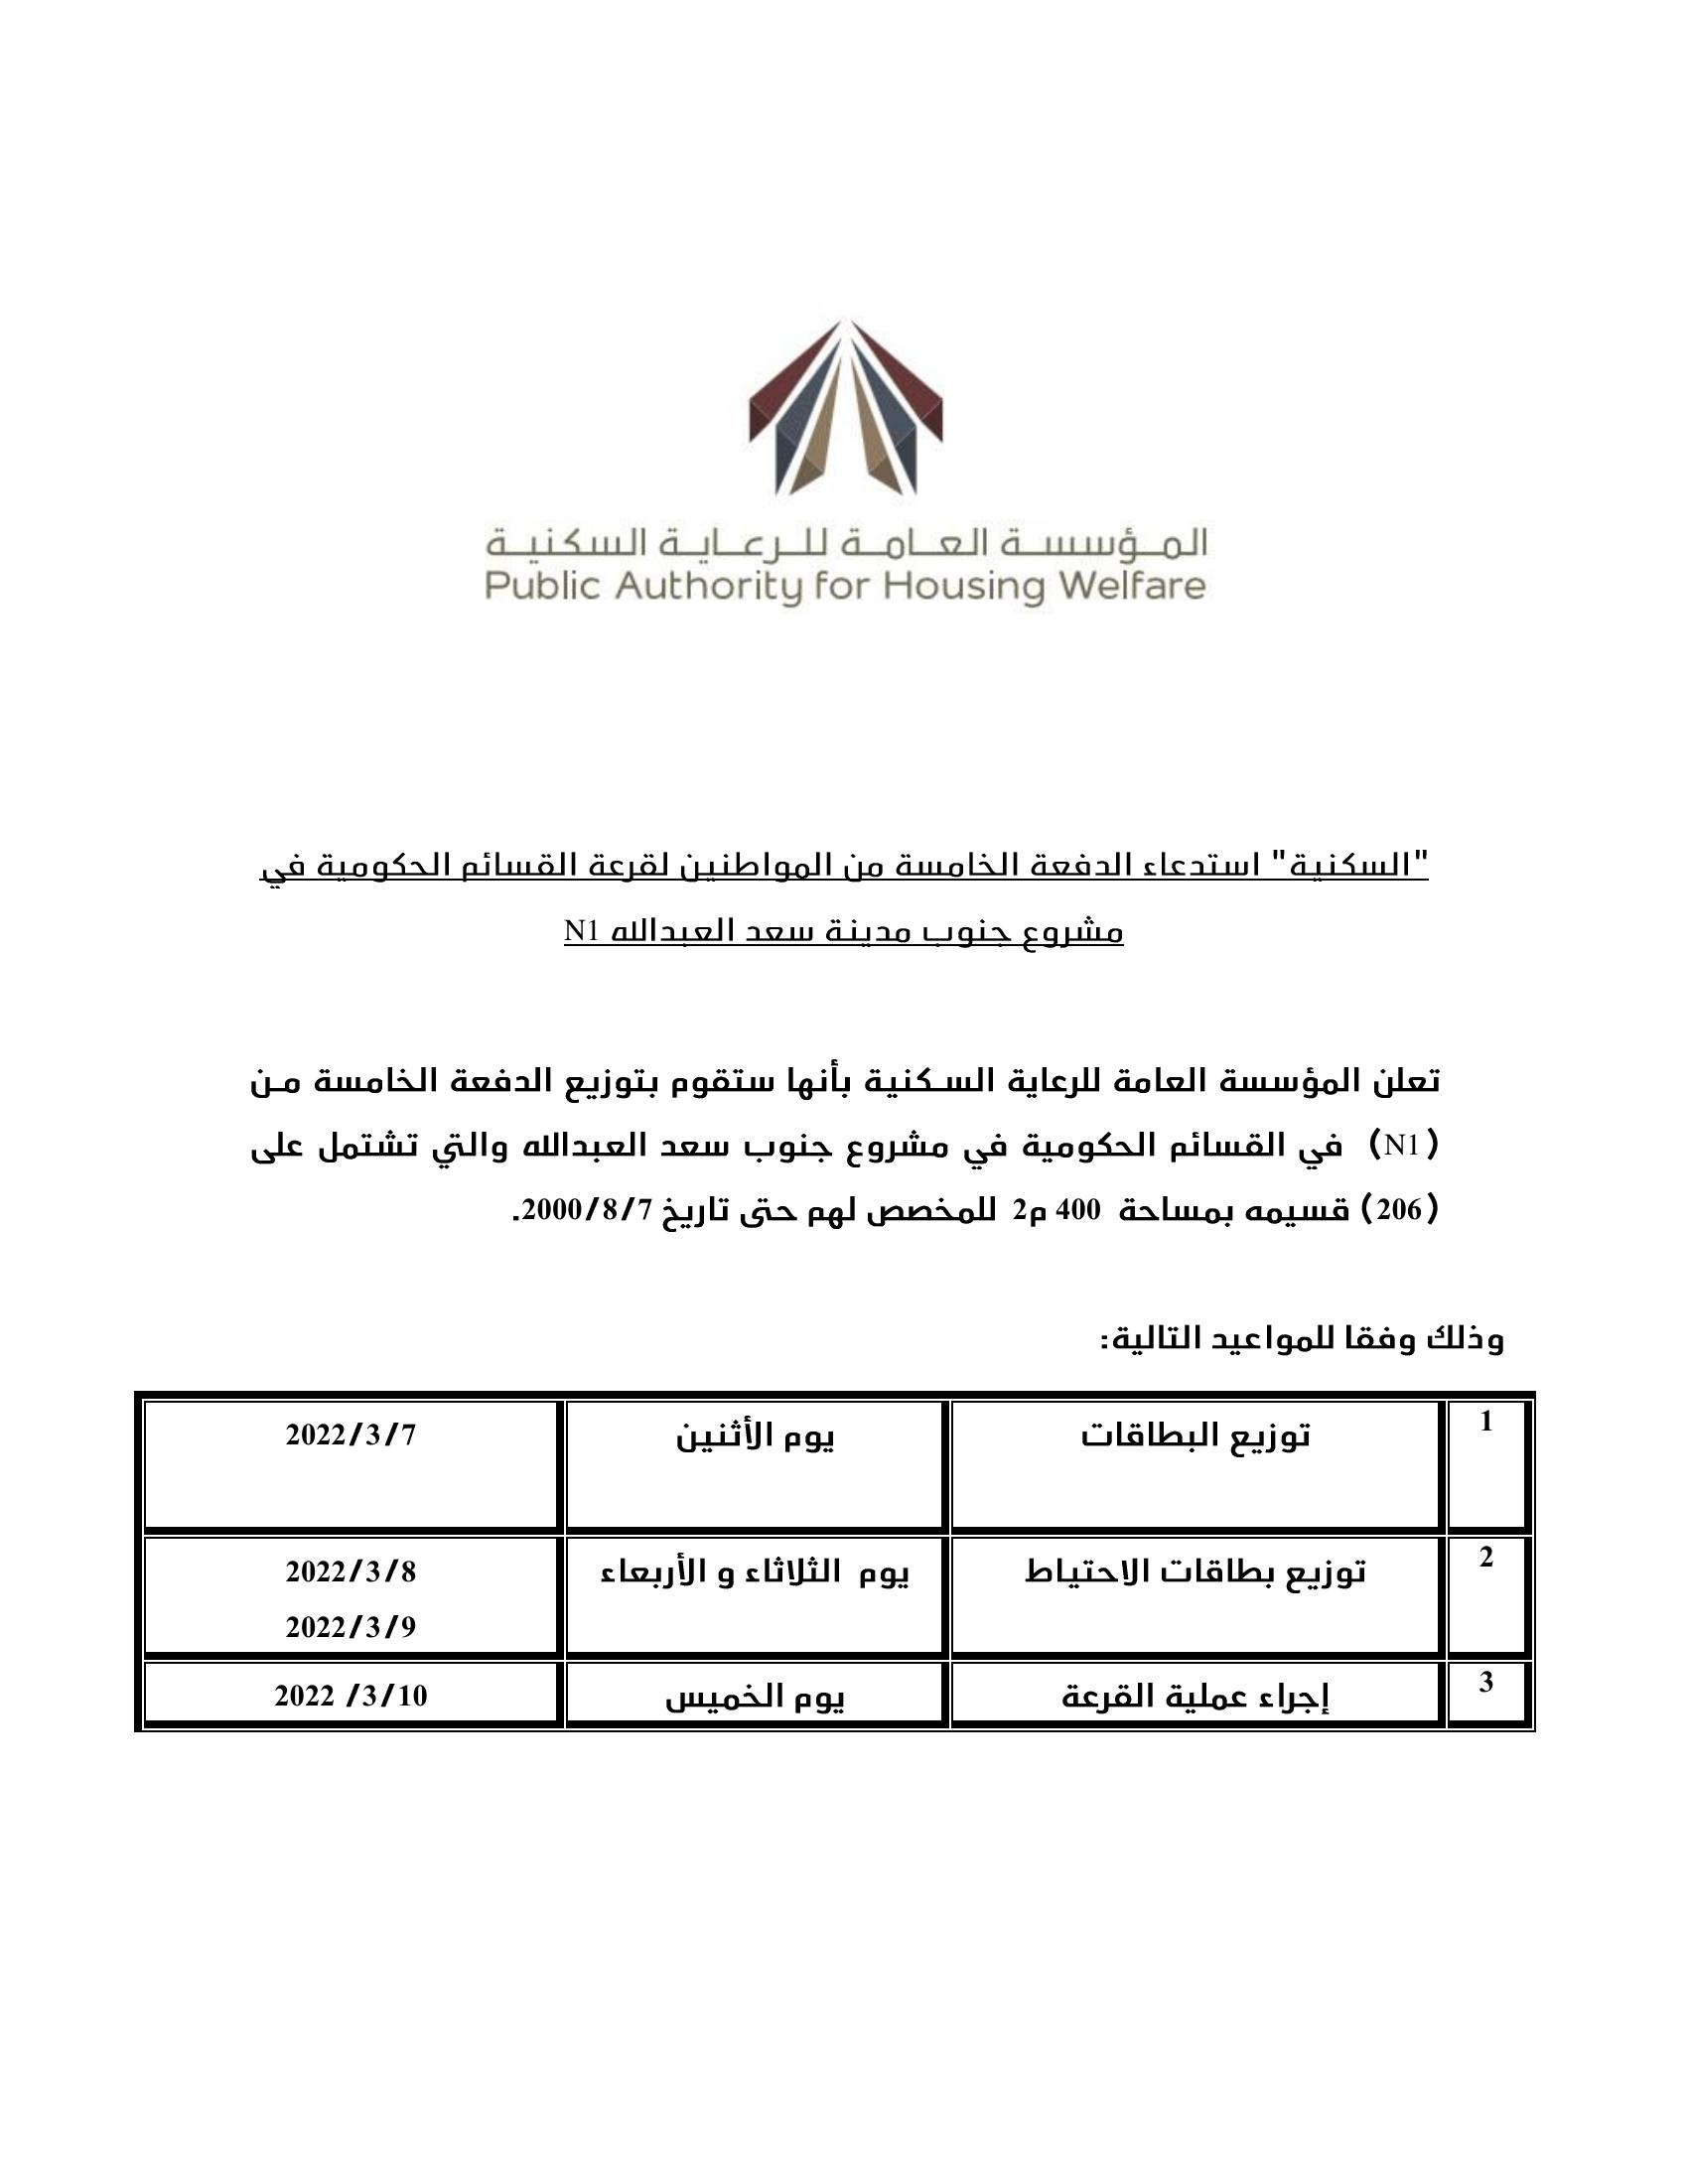 المؤسسة العامة للرعاية السكنية
Public Authority for Housing Welfare
"السكنية" استدعاء الدفعة الخامسة من المواطنين لقرعة القسائم الحكومية في
مشروع جنوب مدينة سعد العبدالله N1
تعلن المؤسسة العامة للرعاية السكنية بأنها ستقوم بتوزيع الدفعة الخامسة من
(N1) في القسائم الحكومية في مشروع جنوب سعد العبدالله والتي تشتمل على
(206) قسيمه بمساحة 400 م2 للمخصص لهم حتى تاريخ 2000/8/7.
وذلك وفقا للمواعيد التالية:
1 توزيع البطاقات يوم الأثنين 2022/3/7
2 توزيع بطاقات الاحتياط يوم الثلاثاء و الأربعاء 2022/3/8
2022/3/9
3 إجراء عملية القرعة يوم الخميس 2022 /3/10